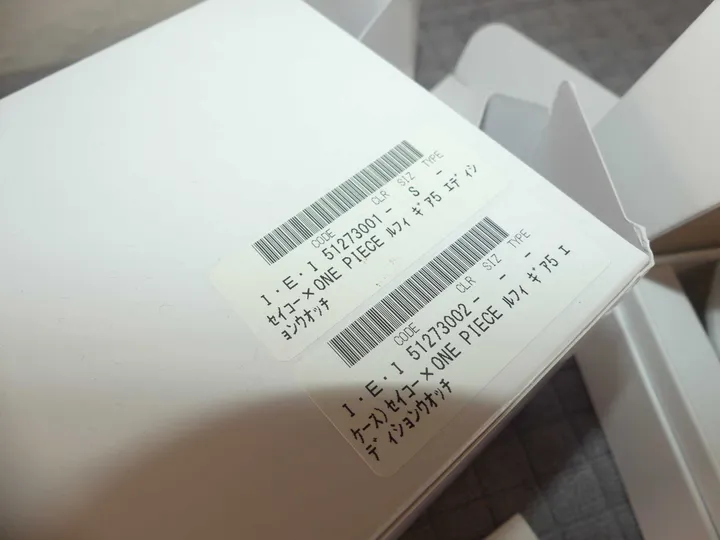 CODE CLR SIZ TYPE
I・E・I 51273001- S -
セイコー×ONE PIECE ルフィ ギア5 エディシ
ョンウオッチ
CODE CLR SIZ TYPE
I・E・I 51273002- - -
ケース)セイコー×ONE PIECE ルフィ ギア5 エ
ディションウオッチ